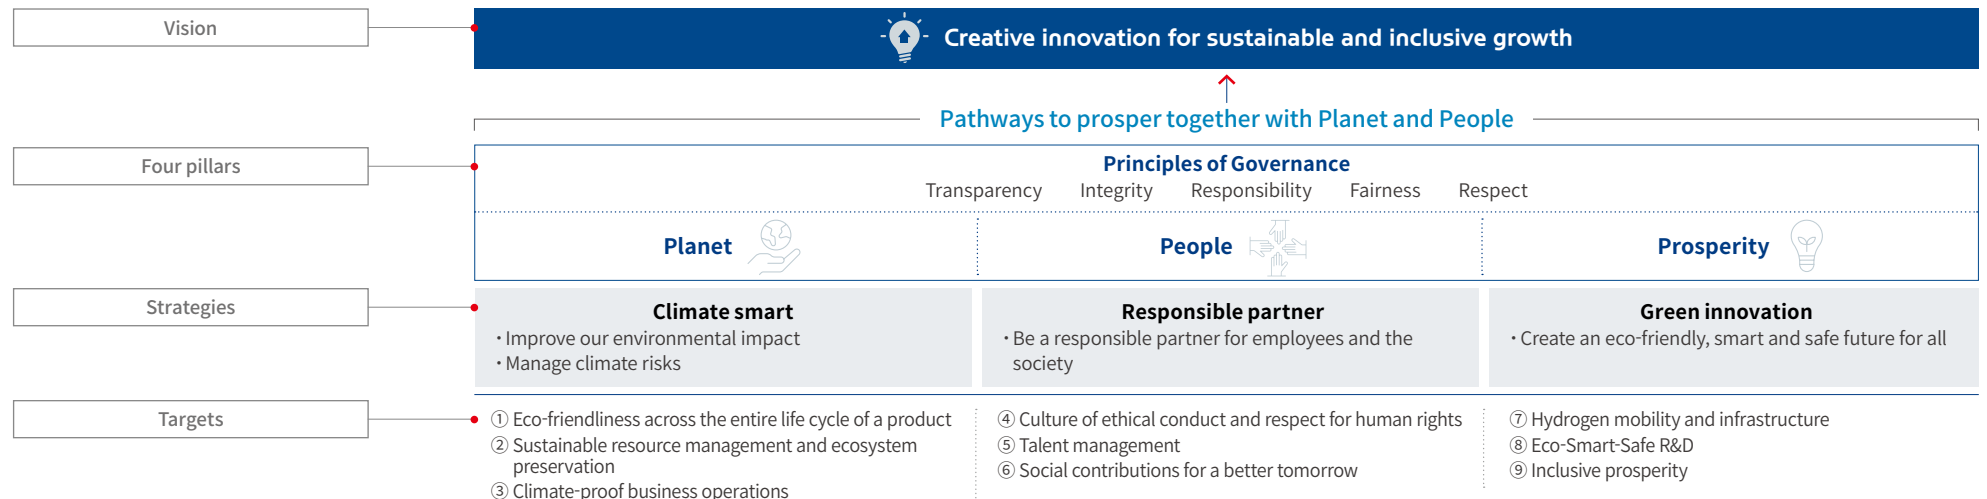 Vision
Creative innovation for sustainable and inclusive growth
Pathways to prosper together with Planet and People
Four pillars
Principles of Governance
Transparency Integrity Responsibility Fairness Respect
Planet
People
Prosperity
Strategies
Climate smart
· Improve our environmental impact
· Manage climate risks
Responsible partner
· Be a responsible partner for employees and the
society
Green innovation
· Create an eco-friendly, smart and safe future for all
Targets
① Eco-friendliness across the entire life cycle of a product
② Sustainable resource management and ecosystem
preservation
③ Climate-proof business operations
④ Culture of ethical conduct and respect for human rights
⑤ Talent management
⑥ Social contributions for a better tomorrow
⑦ Hydrogen mobility and infrastructure
⑧ Eco-Smart-Safe R&D
⑨ Inclusive prosperity